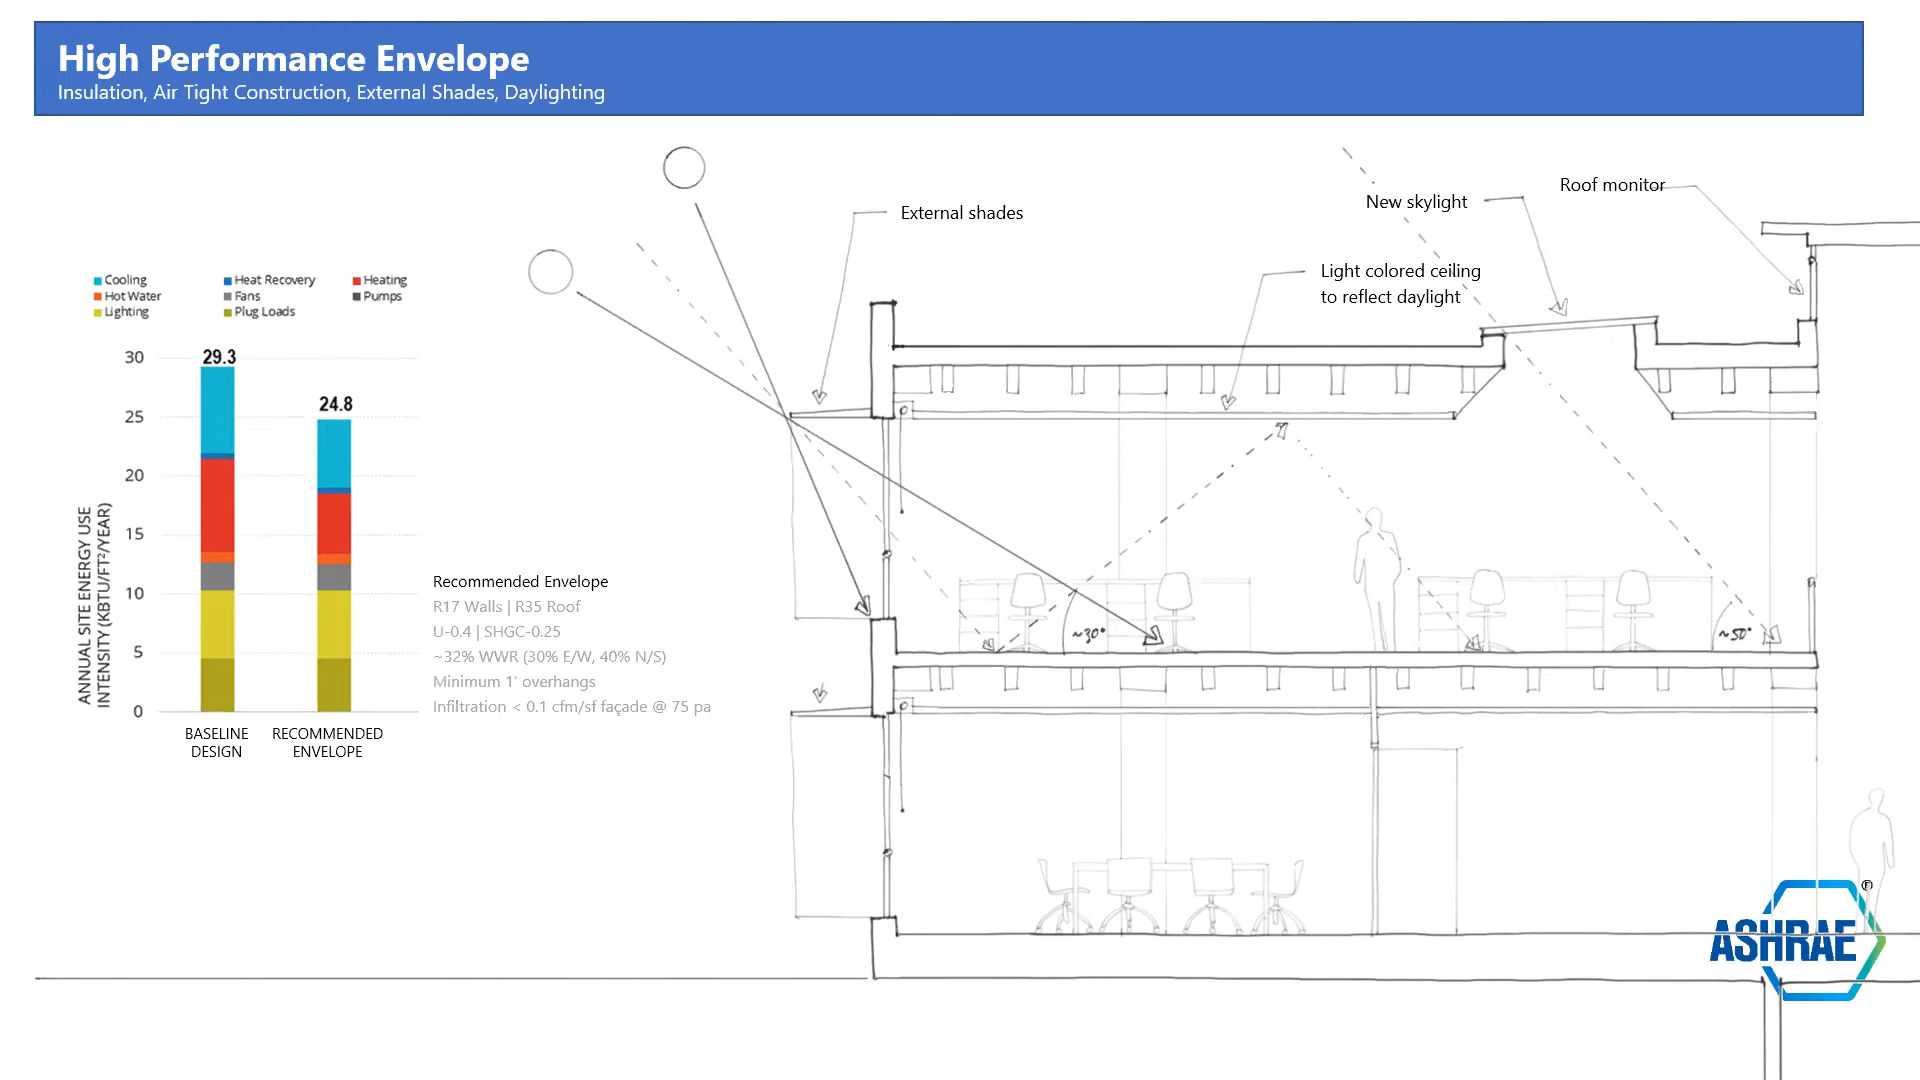 High Performance Envelope
Insulation, Air Tight Construction, External Shades, Daylighting
External shades
New skylight
Roof monitor
Light colored ceiling
to reflect daylight
Cooling
Heat Recovery
Heating
Hot Water
Fans
Pumps
Lighting
Plug Loads
ANNUAL SITE ENERGY USE
INTENSITY (KBTU/FT²/YEAR)
30
25
20
15
10
5
0
29.3
24.8
BASELINE
DESIGN
RECOMMENDED
ENVELOPE
Recommended Envelope
R17 Walls | R35 Roof
U-0.4 | SHGC-0.25
~32% WWR (30% E/W, 40% N/S)
Minimum 1' overhangs
Infiltration < 0.1 cfm/sf façade @ 75 pa
~30°
~50°
ASHRAE ®